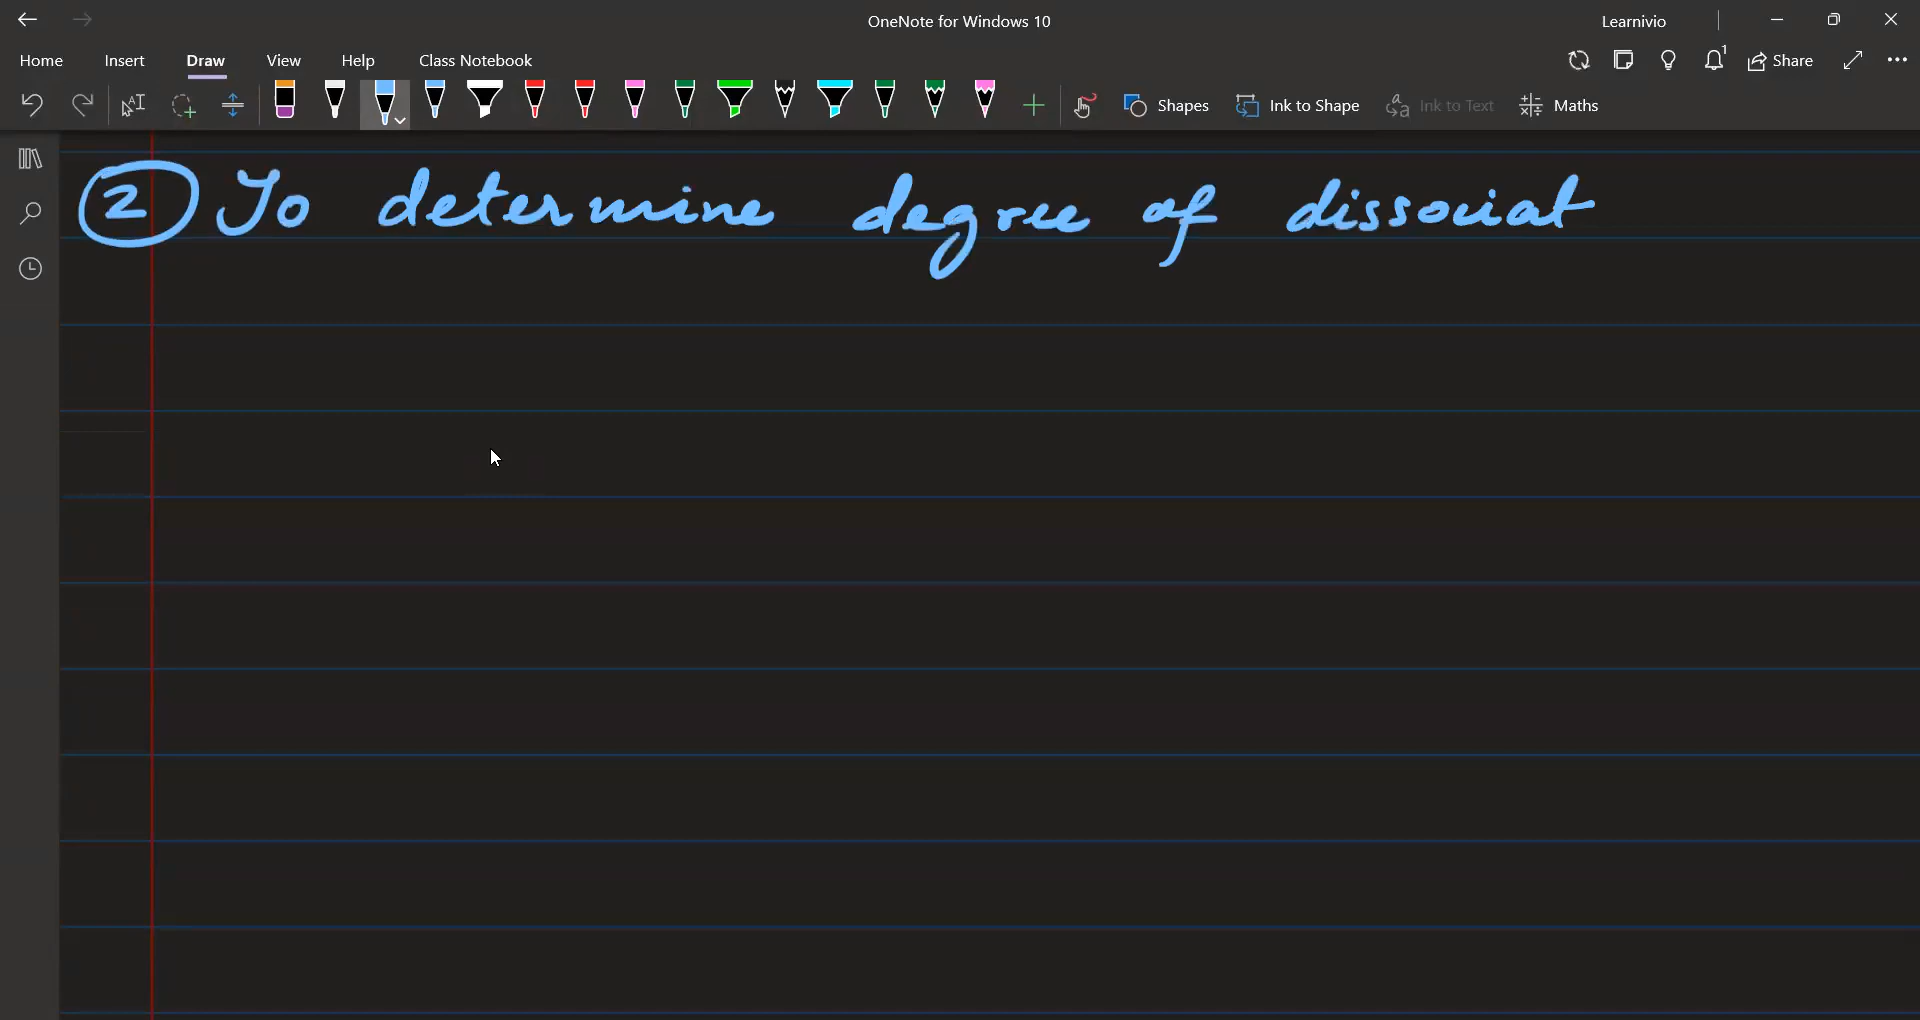 OneNote for Windows 10
Learnivio
Home Insert Draw View Help Class Notebook
1 Share
Shapes Ink to Shape Ink to Text Maths
② To determine degree of dissociat